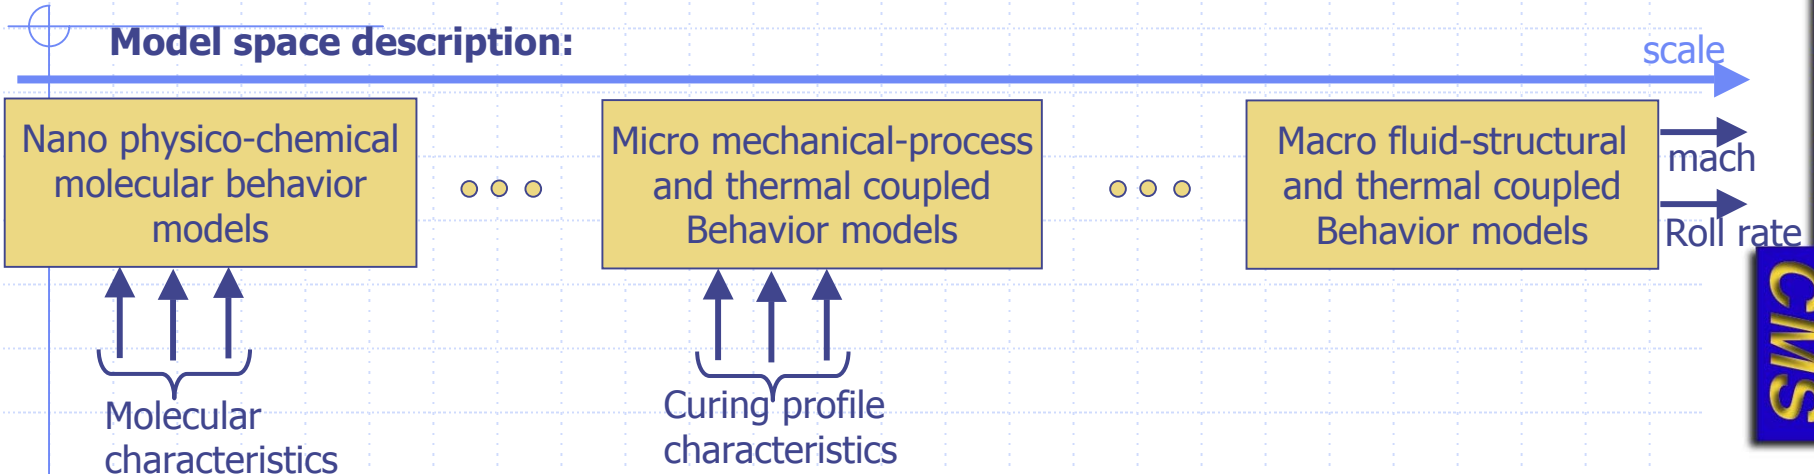 Model space description:
scale
Nano physico-chemical
molecular behavior
models
Micro mechanical-process
and thermal coupled
Behavior models
Macro fluid-structural
and thermal coupled
Behavior models
mach
Roll rate
CMS
Molecular
characteristics
Curing profile
characteristics